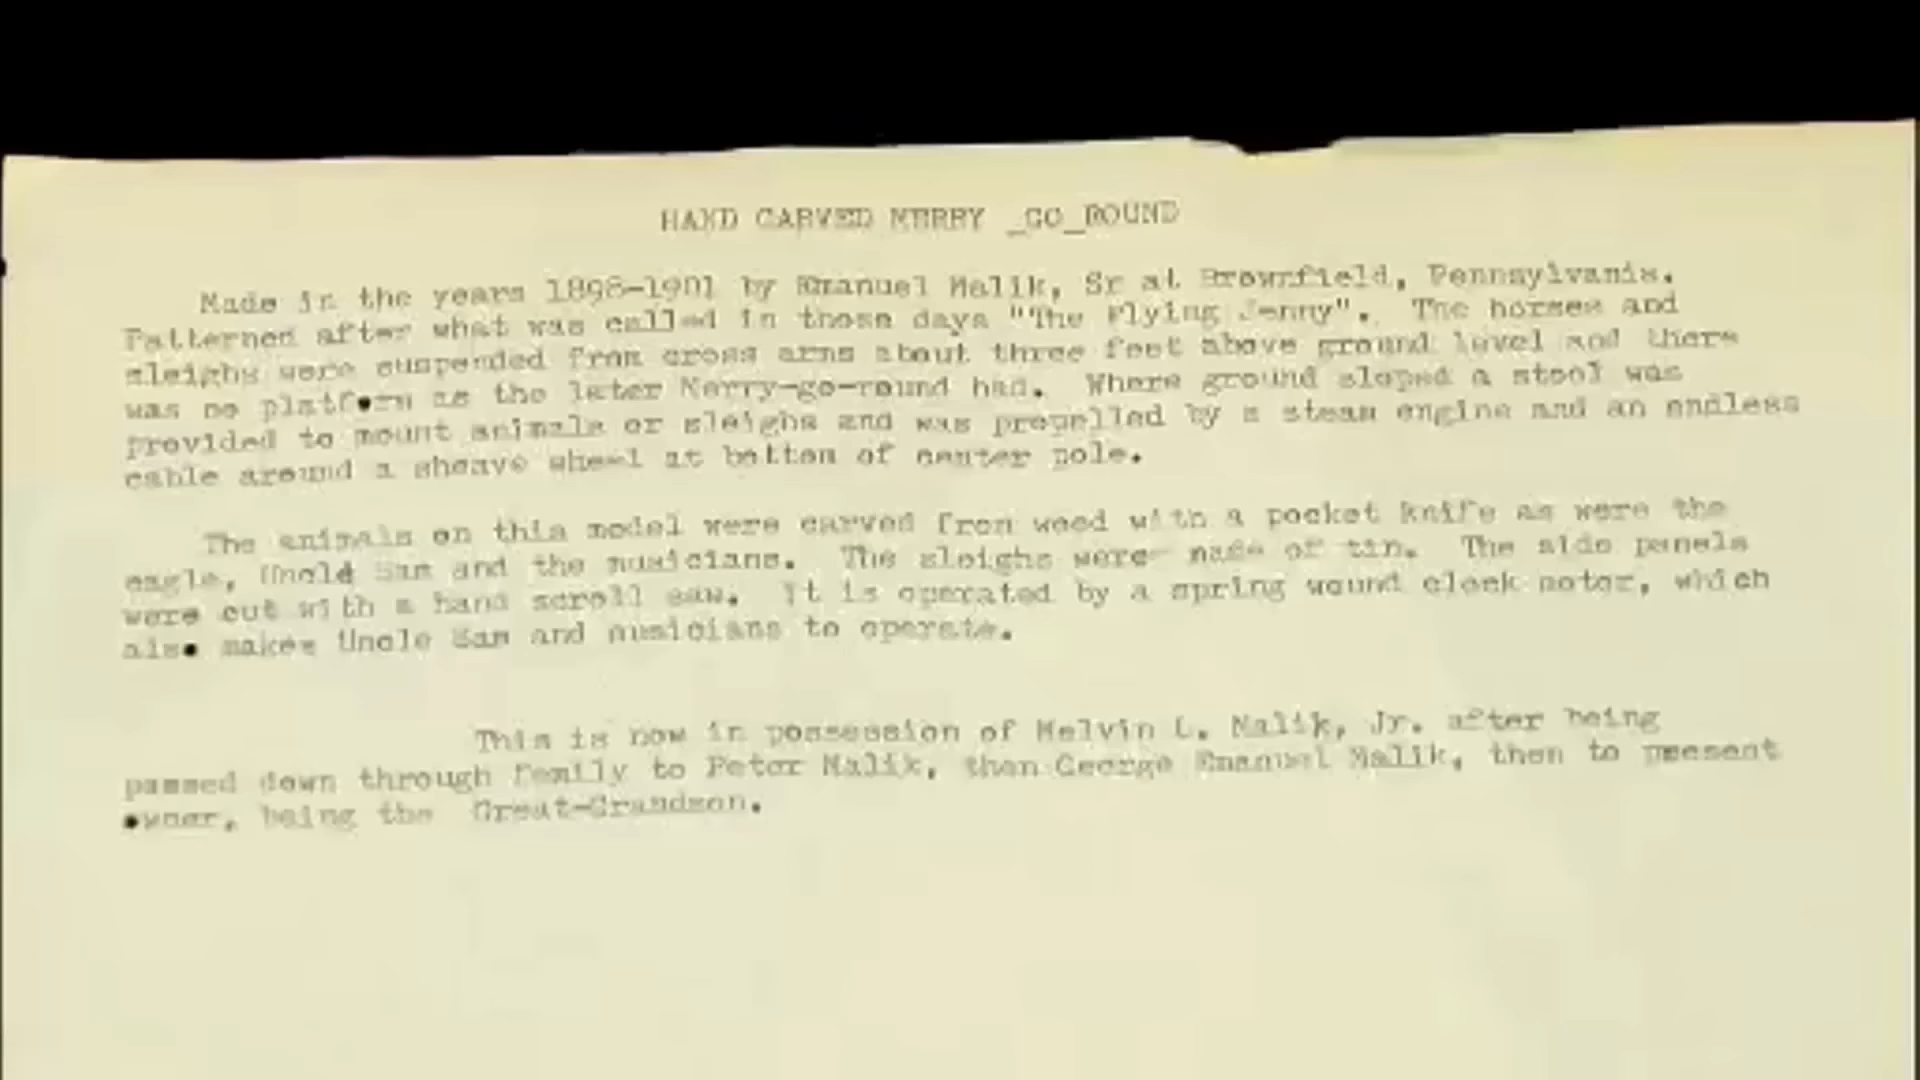 HAND CARVED MERRY _GO_ROUND
Made in the years 1898-1901 by Emanuel Malik, Sr at Brownfield, Pennsylvania.
Patterned after what was called in those days "The Flying Jenny". The horses and
sleighs were suspended from cross arms about three feet above ground level and there
was no platform as the later Merry-go-round had. Where ground sloped a stool was
provided to mount animals or sleighs and was propelled by a steam engine and an endless
cable around a sheave wheel at bottom of center pole.
The animals on this model were carved from wood with a pocket knife as were the
eagle, Uncle Sam and the musicians. The sleighs were made of tin. The side panels
were cut with a hand scroll saw. It is operated by a spring wound clock motor, which
also makes Uncle Sam and musicians to operate.
This is now in possession of Melvin L. Malik, Jr. after being
passed down through family to Peter Malik, then George Emanuel Malik, then to present
owner, being the Great-Grandson.